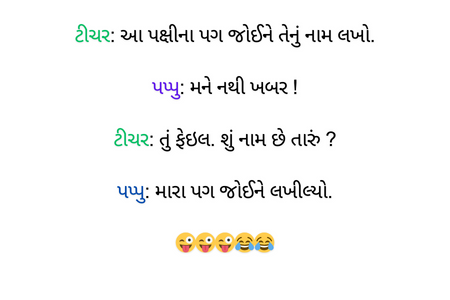 ટીચર: આ પક્ષીના પગ જોઈને તેનું નામ લખો.
પપ્પુ: મને નથી ખબર !
ટીચર: તું ફેઇલ. શું નામ છે તારું ?
પપ્પુ: મારા પગ જોઈને લખીલ્યો.
😜😜😜😂😂